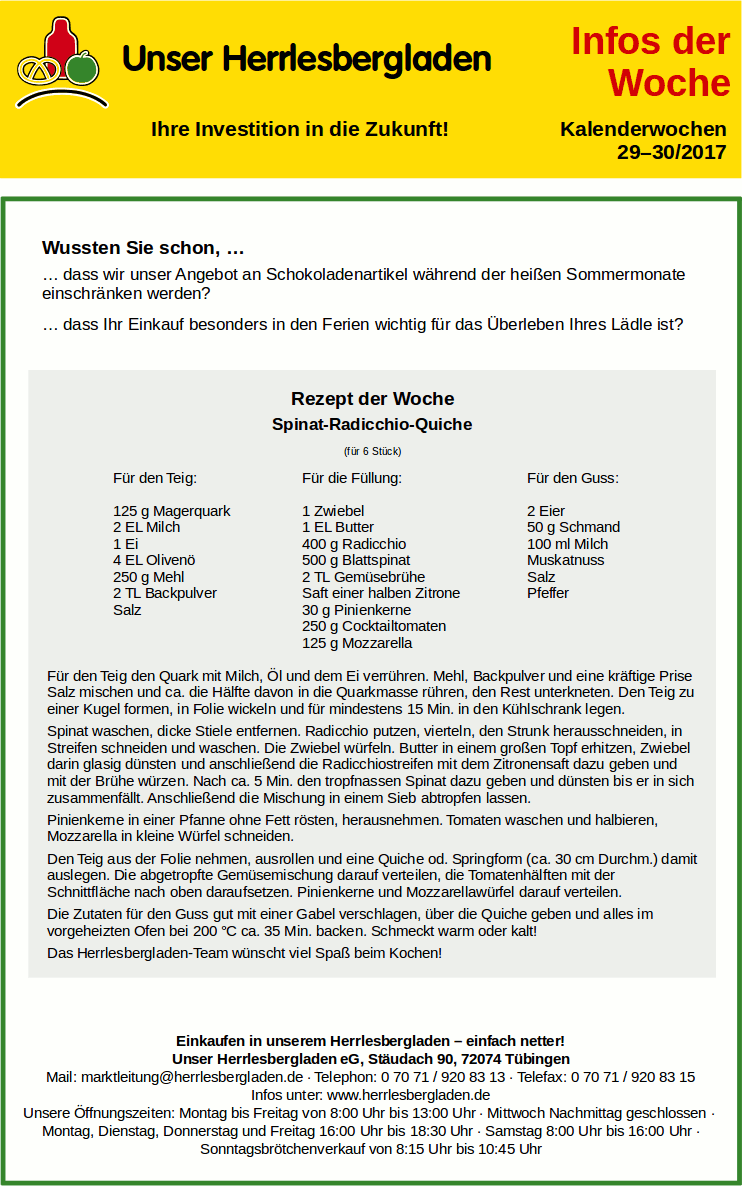 Unser Herrlesbergladen
Infos der
Woche
Ihre Investition in die Zukunft!
Kalenderwochen
29–30/2017
Wussten Sie schon, …
… dass wir unser Angebot an Schokoladenartikel während der heißen Sommermonate
einschränken werden?
… dass Ihr Einkauf besonders in den Ferien wichtig für das Überleben Ihres Lädle ist?
Rezept der Woche
Spinat-Radicchio-Quiche
(für 6 Stück)
Für den Teig:
125 g Magerquark
2 EL Milch
1 Ei
4 EL Olivenö
250 g Mehl
2 TL Backpulver
Salz
Für die Füllung:
1 Zwiebel
1 EL Butter
400 g Radicchio
500 g Blattspinat
2 TL Gemüsebrühe
Saft einer halben Zitrone
30 g Pinienkerne
250 g Cocktailtomaten
125 g Mozzarella
Für den Guss:
2 Eier
50 g Schmand
100 ml Milch
Muskatnuss
Salz
Pfeffer
Für den Teig den Quark mit Milch, Öl und dem Ei verrühren. Mehl, Backpulver und eine kräftige Prise
Salz mischen und ca. die Hälfte davon in die Quarkmasse rühren, den Rest unterkneten. Den Teig zu
einer Kugel formen, in Folie wickeln und für mindestens 15 Min. in den Kühlschrank legen.
Spinat waschen, dicke Stiele entfernen. Radicchio putzen, vierteln, den Strunk herausschneiden, in
Streifen schneiden und waschen. Die Zwiebel würfeln. Butter in einem großen Topf erhitzen, Zwiebel
darin glasig dünsten und anschließend die Radicchiostreifen mit dem Zitronensaft dazu geben und
mit der Brühe würzen. Nach ca. 5 Min. den tropfnassen Spinat dazu geben und dünsten bis er in sich
zusammenfällt. Anschließend die Mischung in einem Sieb abtropfen lassen.
Pinienkerne in einer Pfanne ohne Fett rösten, herausnehmen. Tomaten waschen und halbieren,
Mozzarella in kleine Würfel schneiden.
Den Teig aus der Folie nehmen, ausrollen und eine Quiche od. Springform (ca. 30 cm Durchm.) damit
auslegen. Die abgetropfte Gemüsemischung darauf verteilen, die Tomatenhälften mit der
Schnittfläche nach oben daraufsetzen. Pinienkerne und Mozzarellawürfel darauf verteilen.
Die Zutaten für den Guss gut mit einer Gabel verschlagen, über die Quiche geben und alles im
vorgeheizten Ofen bei 200 °C ca. 35 Min. backen. Schmeckt warm oder kalt!
Das Herrlesbergladen-Team wünscht viel Spaß beim Kochen!
Einkaufen in unserem Herrlesbergladen – einfach netter!
Unser Herrlesbergladen eG, Stäudach 90, 72074 Tübingen
Mail: marktleitung@herrlesbergladen.de · Telephon: 0 70 71 / 920 83 13 · Telefax: 0 70 71 / 920 83 15
Infos unter: www.herrlesbergladen.de
Unsere Öffnungszeiten: Montag bis Freitag von 8:00 Uhr bis 13:00 Uhr · Mittwoch Nachmittag geschlossen ·
Montag, Dienstag, Donnerstag und Freitag 16:00 Uhr bis 18:30 Uhr · Samstag 8:00 Uhr bis 16:00 Uhr ·
Sonntagsbrötchenverkauf von 8:15 Uhr bis 10:45 Uhr